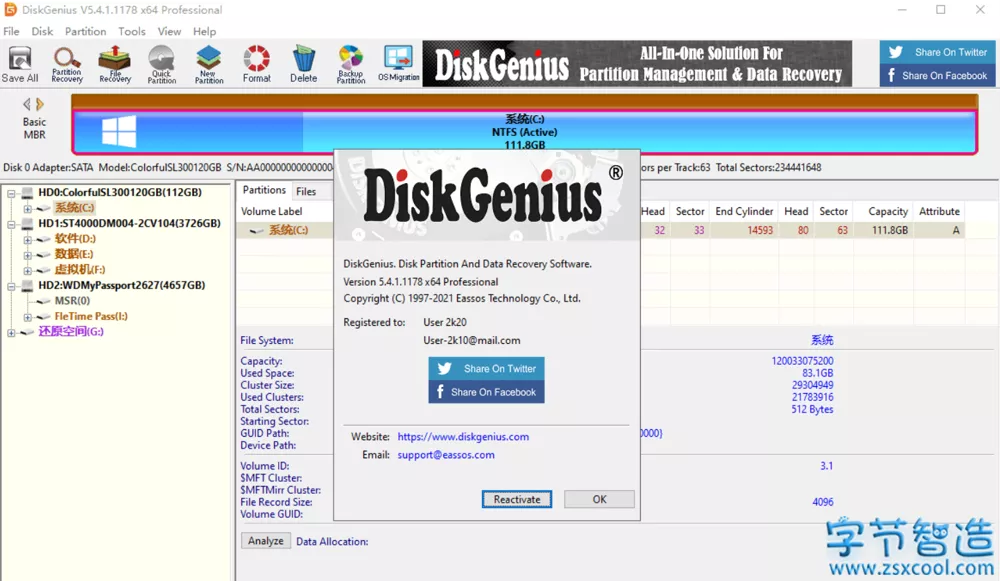 DiskGenius V5.4.1.1178 x64 Professional
File Disk Partition Tools View Help
Save All
Partition Recovery
File Recovery
Quick Partition
New Partition
Format
Delete
Backup Partition
OS Migration
DiskGenius
All-In-One Solution For
Partition Management & Data Recovery
Share On Twitter
Share On Facebook
Basic
MBR
系统(C:)
NTFS (Active)
111.8GB
Disk 0 Adapter:SATA Model:ColorfulSL300120GB S/N:AA0000000000000 ors per Track:63 Total Sectors:234441648
HD0:ColorfulSL300120GB(112GB)
系统(C:)
HD1:ST4000DM004-2CV104(3726GB)
软件(D:)
数据(E:)
虚拟机(F:)
HD2:WDMyPassport2627(4657GB)
MSR(0)
FleTime Pass(I:)
还原空间(G:)
Partitions Files
Volume Label Head Sector End Cylinder Head Sector Capacity Attribute
系统(C:) 32 33 14593 80 63 111.8GB A
File System: 系统
Capacity: 120033075200
Used Space: 83.1GB
Cluster Size: 29304949
Used Clusters: 21783916
Total Sectors: 512 Bytes
Starting Sector:
GUID Path: 0000}
Device Path:
Volume ID: 3.1
$MFT Cluster:
$MFTMirr Cluster:
File Record Size: 4096
Volume GUID:
Analyze Data Allocation:
DiskGenius®
DiskGenius. Disk Partition And Data Recovery Software.
Version 5.4.1.1178 x64 Professional
Copyright (C) 1997-2021 Eassos Technology Co., Ltd.
Registered to: User 2k20
User-2k10@mail.com
Share On Twitter
Share On Facebook
Website: https://www.diskgenius.com
Email: support@eassos.com
Reactivate OK
字节智造
www.zsxcool.com